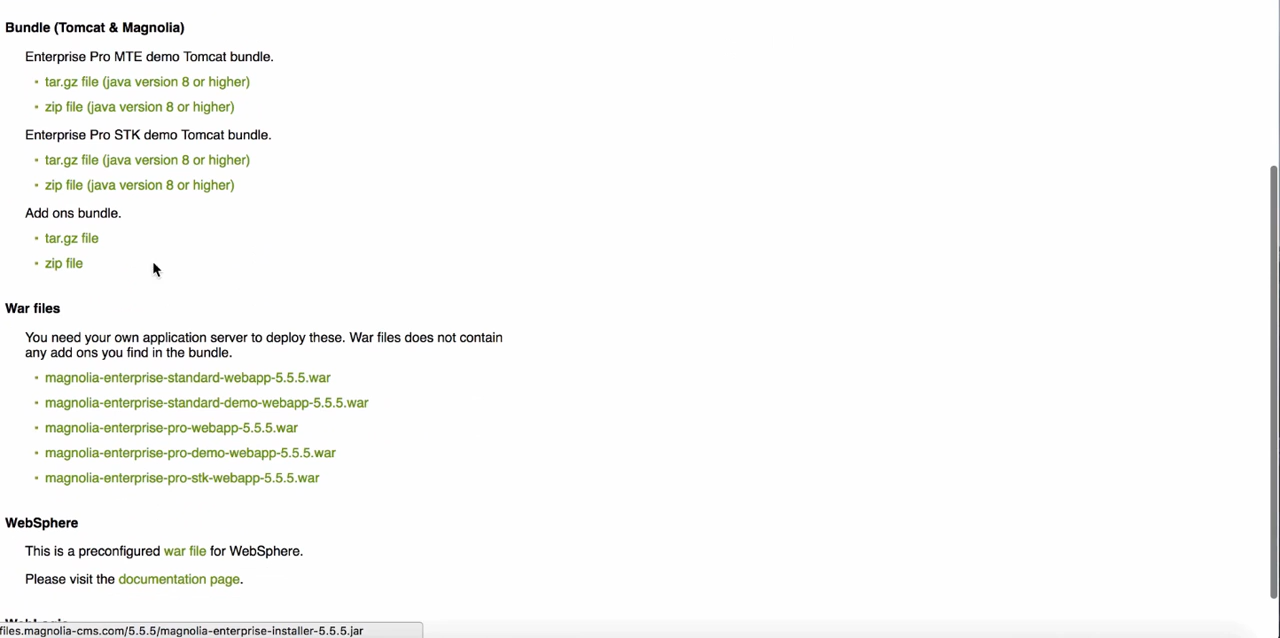 Bundle (Tomcat & Magnolia)
Enterprise Pro MTE demo Tomcat bundle.
tar.gz file (java version 8 or higher)
zip file (java version 8 or higher)
Enterprise Pro STK demo Tomcat bundle.
tar.gz file (java version 8 or higher)
zip file (java version 8 or higher)
Add ons bundle.
tar.gz file
zip file
War files
You need your own application server to deploy these. War files does not contain
any add ons you find in the bundle.
magnolia-enterprise-standard-webapp-5.5.5.war
magnolia-enterprise-standard-demo-webapp-5.5.5.war
magnolia-enterprise-pro-webapp-5.5.5.war
magnolia-enterprise-pro-demo-webapp-5.5.5.war
magnolia-enterprise-pro-stk-webapp-5.5.5.war
WebSphere
This is a preconfigured war file for WebSphere.
Please visit the documentation page.
files.magnolia-cms.com/5.5.5/magnolia-enterprise-installer-5.5.5.jar